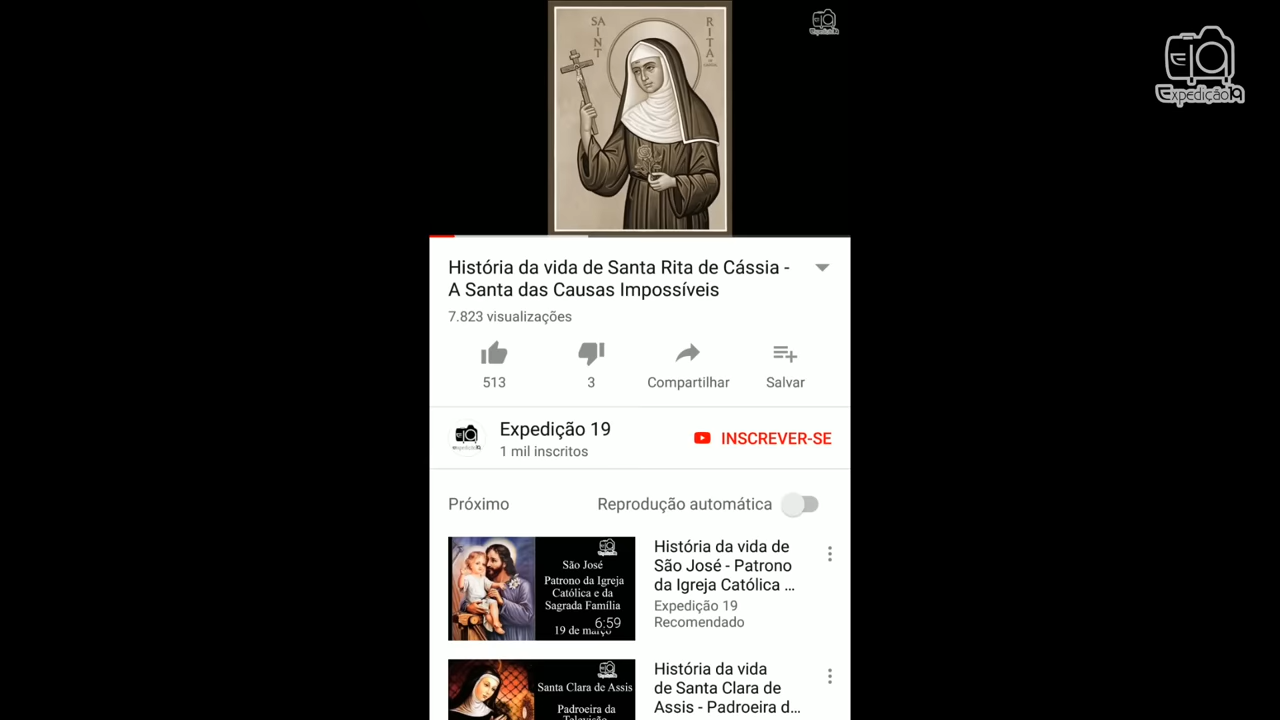 SAINT
RITA
Expedição19
Expedição19
História da vida de Santa Rita de Cássia -
A Santa das Causas Impossíveis
7.823 visualizações
513
3
Compartilhar
Salvar
Expedição 19
1 mil inscritos
INSCREVER-SE
Próximo
Reprodução automática
São José
Patrono da Igreja
Católica e da
Sagrada Família
6:59
19 de março
História da vida de
São José - Patrono
da Igreja Católica ...
Expedição 19
Recomendado
Santa Clara de Assis
Padroeira da
Televisão
História da vida
de Santa Clara de
Assis - Padroeira d...